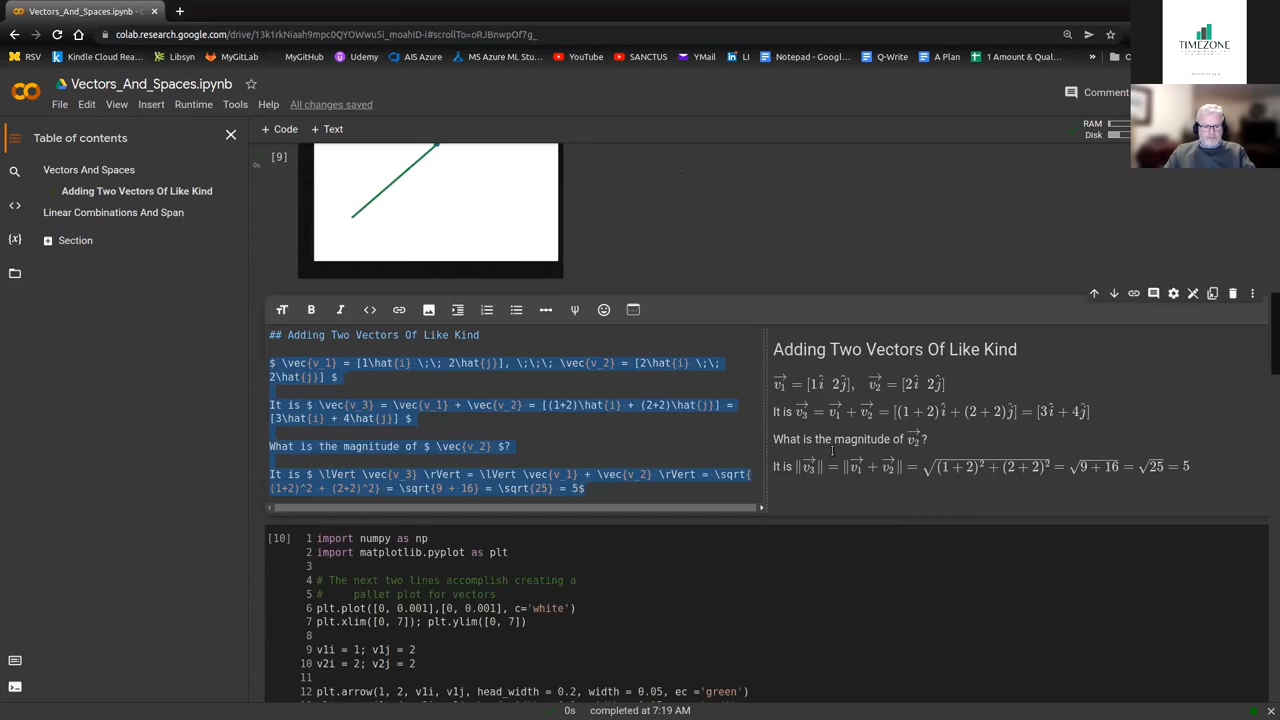 Vectors_And_Spaces.ipynb -
colab.research.google.com/drive/13k1rkNiaah9mpc0QYOWwu5i_moahID-i#scrollTo=oRJBnwpOf7g_
RSV
Kindle Cloud Rea...
Libsyn
MyGitLab
MyGitHub
Udemy
AIS Azure
MS Azure ML Stud...
YouTube
SANCTUS
YMail
LI
Notepad - Googl...
Q-Write
A Plan
1 Amount & Qual...
TIMEZONE
Vectors_And_Spaces.ipynb
File Edit View Insert Runtime Tools Help All changes saved
Comment
Table of contents
+ Code + Text
RAM
Disk
Vectors And Spaces
Adding Two Vectors Of Like Kind
Linear Combinations And Span
Section
[9]
0s
## Adding Two Vectors Of Like Kind
$ \vec{v_1} = [1\hat{i} \;\; 2\hat{j}], \;\;\; \vec{v_2} = [2\hat{i} \;\;
2\hat{j}] $
It is $ \vec{v_3} = \vec{v_1} + \vec{v_2} = [(1+2)\hat{i} + (2+2)\hat{j}] =
[3\hat{i} + 4\hat{j}] $
What is the magnitude of $ \vec{v_2} $?
It is $ \lVert \vec{v_3} \rVert = \lVert \vec{v_1} + \vec{v_2} \rVert = \sqrt{
(1+2)^2 + (2+2)^2} = \sqrt{9 + 16} = \sqrt{25} = 5$
Adding Two Vectors Of Like Kind
v₁ = [1î 2ĵ], v₂ = [2î 2ĵ]
It is v₃ = v₁ + v₂ = [(1 + 2)î + (2 + 2)ĵ] = [3î + 4ĵ]
What is the magnitude of v₂?
It is ‖v₃‖ = ‖v₁ + v₂‖ = √(1 + 2)² + (2 + 2)² = √9 + 16 = √25 = 5
[10]
1 import numpy as np
2 import matplotlib.pyplot as plt
3
4 # The next two lines accomplish creating a
5 #     pallet plot for vectors
6 plt.plot([0, 0.001],[0, 0.001], c='white')
7 plt.xlim([0, 7]); plt.ylim([0, 7])
8
9 v1i = 1; v1j = 2
10 v2i = 2; v2j = 2
11
12 plt.arrow(1, 2, v1i, v1j, head_width = 0.2, width = 0.05, ec ='green')
0s completed at 7:19 AM